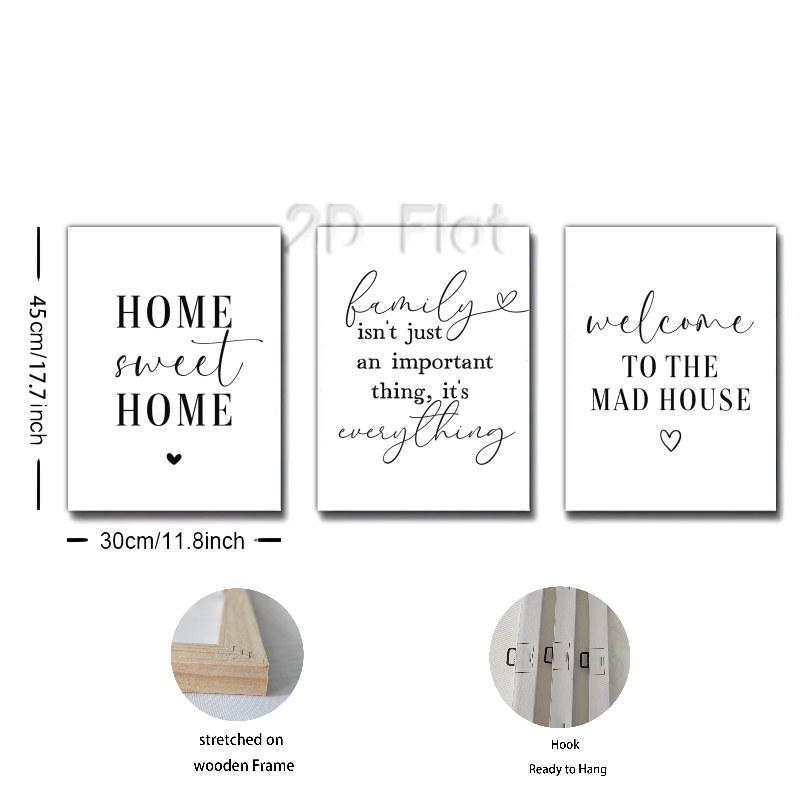 2D Flat
HOME
sweet
HOME
family
isn't just
an important
thing, it's
everything
welcome
TO THE
MAD HOUSE
45cm/17.7inch
30cm/11.8inch
stretched on
wooden Frame
Hook
Ready to Hang